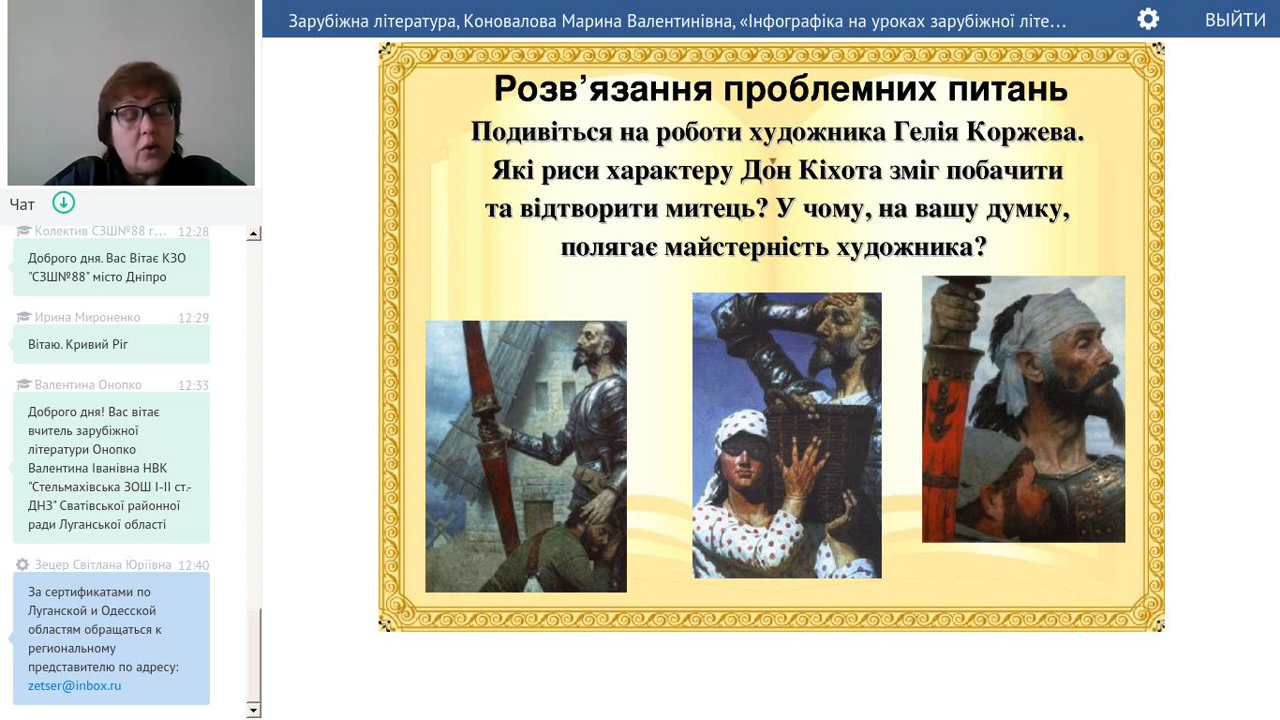 Зарубіжна література, Коновалова Марина Валентинівна, «Інфографіка на уроках зарубіжної літе...
ВЫЙТИ
Чат
Колектив СЗШ№88 г... 12:28
Доброго дня. Вас Вітає КЗО
"СЗШ№88" місто Дніпро
Ирина Мироненко 12:29
Вітаю. Кривий Ріг
Валентина Онопко 12:33
Доброго дня! Вас вітає
вчитель зарубіжної
літератури Онопко
Валентина Іванівна НВК
"Стельмахівська ЗОШ І-ІІ ст.-
ДНЗ" Сватівської районної
ради Луганської області
Зецер Світлана Юріївна 12:40
За сертификатами по
Луганской и Одесской
областям обращаться к
региональному
представителю по адресу:
zetser@inbox.ru
Розв’язання проблемних питань
Подивіться на роботи художника Гелія Коржева.
Які риси характеру Дон Кіхота зміг побачити
та відтворити митець? У чому, на вашу думку,
полягає майстерність художника?